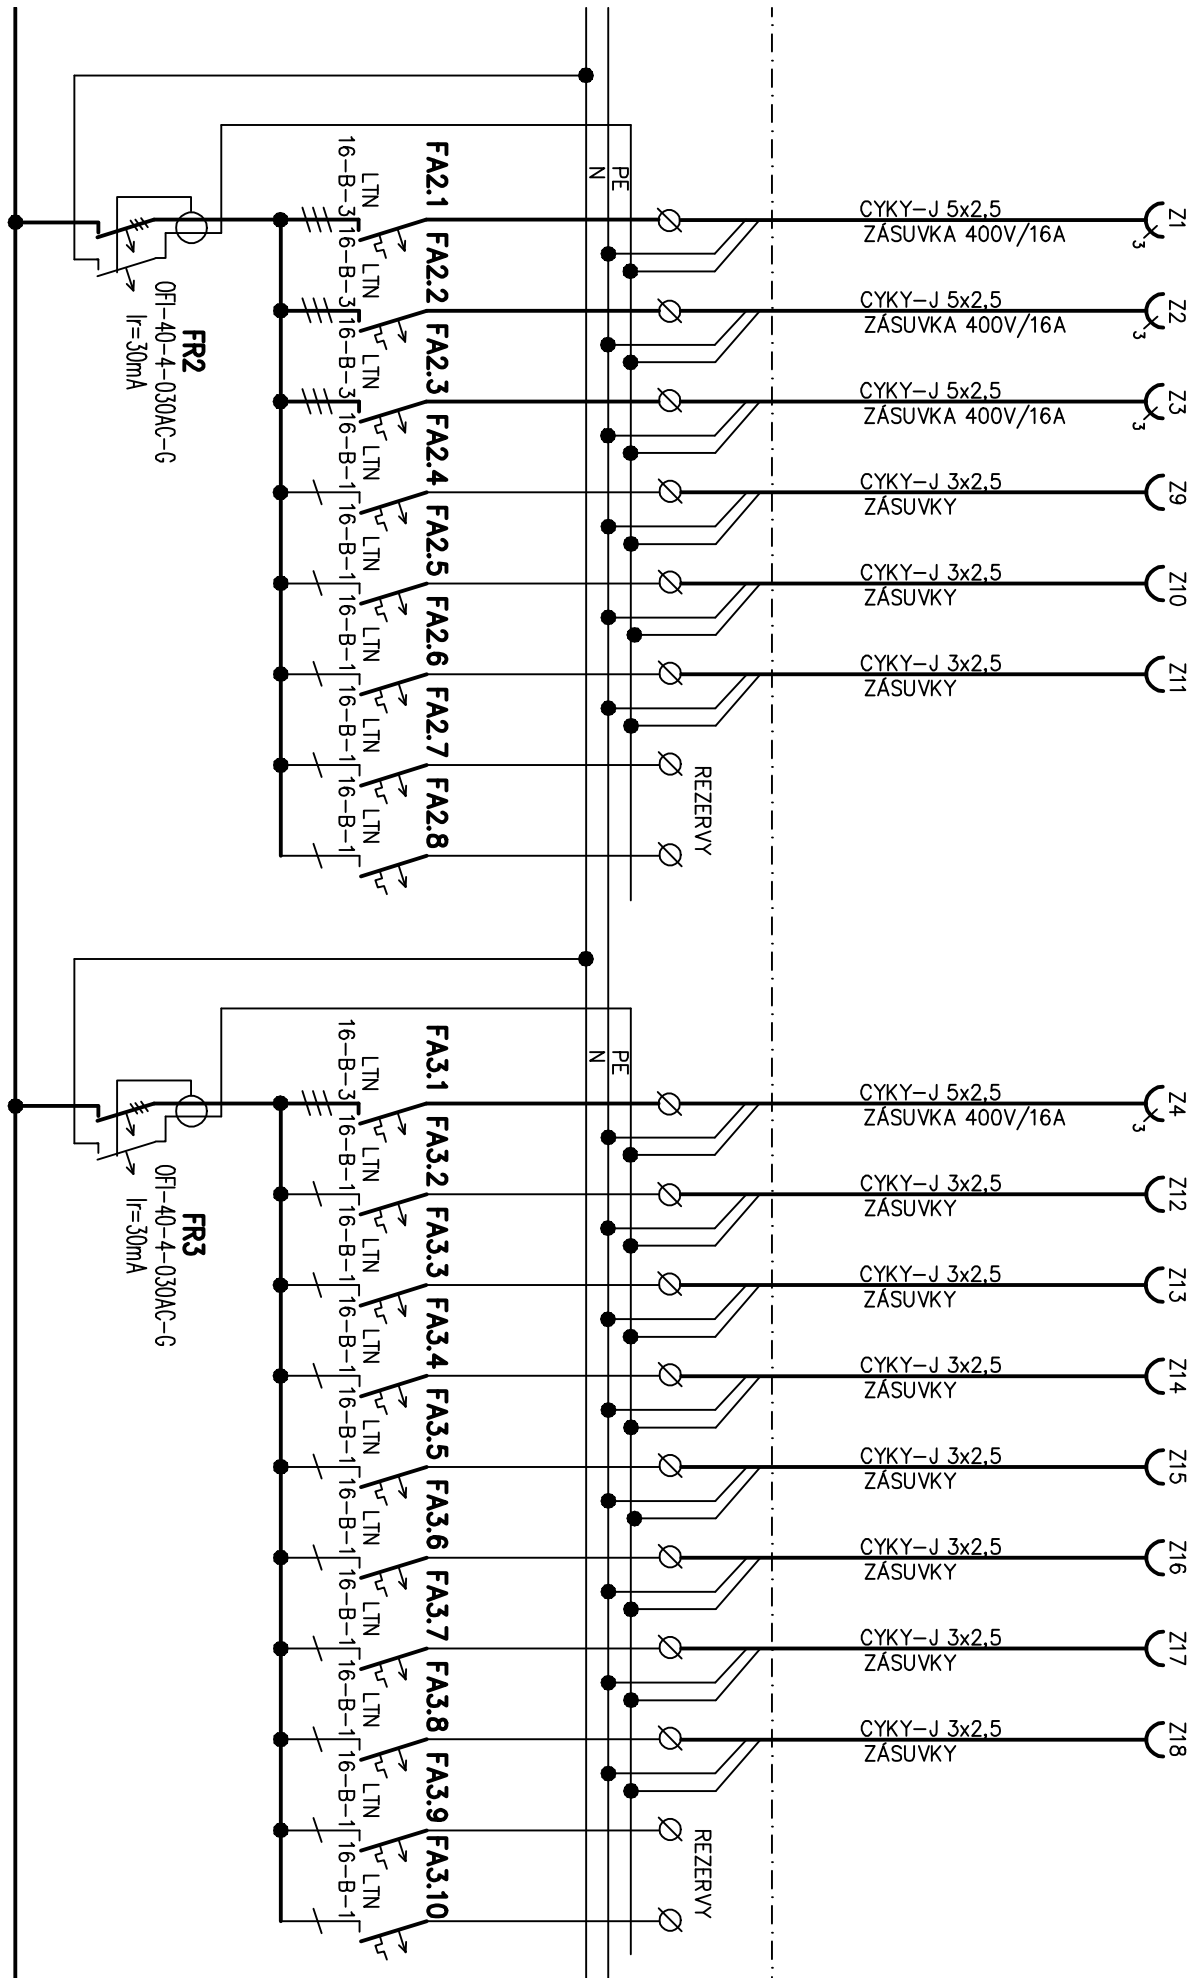 PE
N
FR2
OFI-40-4-030AC-G
Ir=30mA
FA2.1
LTN
16-B-3
CYKY-J 5x2,5
ZÁSUVKA 400V/16A
3
Z1
FA2.2
LTN
16-B-3
CYKY-J 5x2,5
ZÁSUVKA 400V/16A
3
Z2
FA2.3
LTN
16-B-3
CYKY-J 5x2,5
ZÁSUVKA 400V/16A
3
Z3
FA2.4
LTN
16-B-1
CYKY-J 3x2,5
ZÁSUVKY
Z9
FA2.5
LTN
16-B-1
CYKY-J 3x2,5
ZÁSUVKY
Z10
FA2.6
LTN
16-B-1
CYKY-J 3x2,5
ZÁSUVKY
Z11
FA2.7
LTN
16-B-1
FA2.8
LTN
16-B-1
REZERVY
PE
N
FR3
OFI-40-4-030AC-G
Ir=30mA
FA3.1
LTN
16-B-3
CYKY-J 5x2,5
ZÁSUVKA 400V/16A
3
Z4
FA3.2
LTN
16-B-1
CYKY-J 3x2,5
ZÁSUVKY
Z12
FA3.3
LTN
16-B-1
CYKY-J 3x2,5
ZÁSUVKY
Z13
FA3.4
LTN
16-B-1
CYKY-J 3x2,5
ZÁSUVKY
Z14
FA3.5
LTN
16-B-1
CYKY-J 3x2,5
ZÁSUVKY
Z15
FA3.6
LTN
16-B-1
CYKY-J 3x2,5
ZÁSUVKY
Z16
FA3.7
LTN
16-B-1
CYKY-J 3x2,5
ZÁSUVKY
Z17
FA3.8
LTN
16-B-1
CYKY-J 3x2,5
ZÁSUVKY
Z18
FA3.9
LTN
16-B-1
FA3.10
LTN
16-B-1
REZERVY